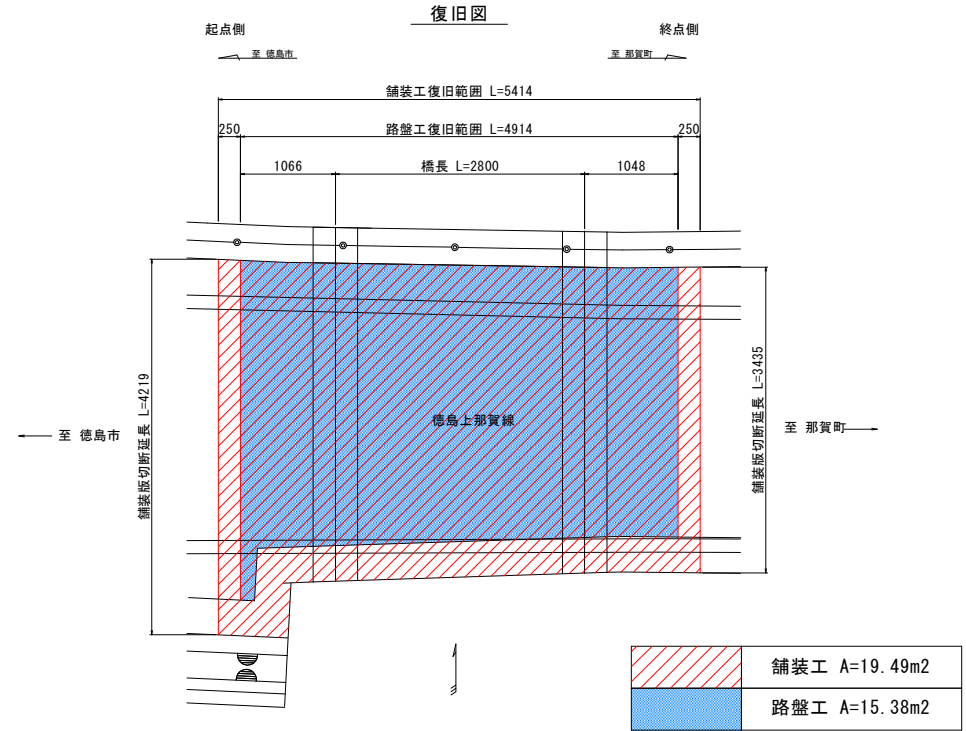 復旧図
起点側
終点側
至 徳島市
至 那賀町
舗装工復旧範囲 L=5414
250
路盤工復旧範囲 L=4914
250
1066
橋長 L=2800
1048
舗装版切断延長 L=4219
舗装版切断延長 L=3435
徳島上那賀線
至 徳島市
至 那賀町
舗装工 A=19.49m2
路盤工 A=15.38m2